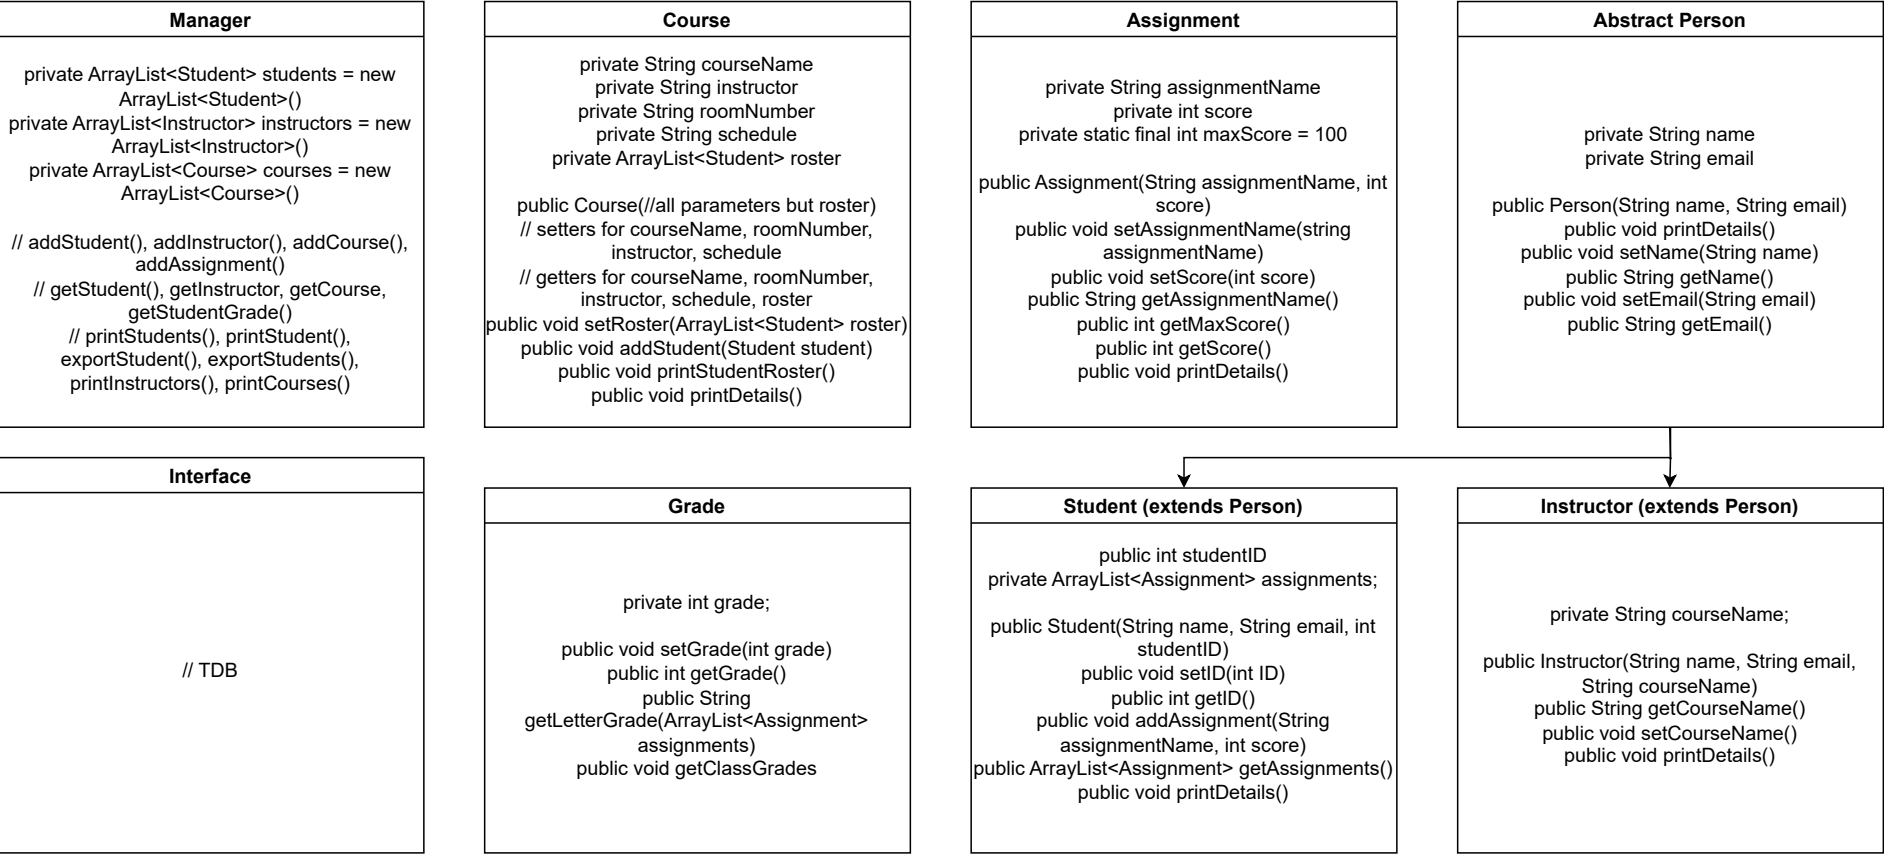 Manager
private ArrayList<Student> students = new
ArrayList<Student>()
private ArrayList<Instructor> instructors = new
ArrayList<Instructor>()
private ArrayList<Course> courses = new
ArrayList<Course>()
// addStudent(), addInstructor(), addCourse(),
addAssignment()
// getStudent(), getInstructor, getCourse,
getStudentGrade()
// printStudents(), printStudent(),
exportStudent(), exportStudents(),
printInstructors(), printCourses()
Course
private String courseName
private String instructor
private String roomNumber
private String schedule
private ArrayList<Student> roster
public Course(//all parameters but roster)
// setters for courseName, roomNumber,
instructor, schedule
// getters for courseName, roomNumber,
instructor, schedule, roster
public void setRoster(ArrayList<Student> roster)
public void addStudent(Student student)
public void printStudentRoster()
public void printDetails()
Assignment
private String assignmentName
private int score
private static final int maxScore = 100
public Assignment(String assignmentName, int
score)
public void setAssignmentName(string
assignmentName)
public void setScore(int score)
public String getAssignmentName()
public int getMaxScore()
public int getScore()
public void printDetails()
Abstract Person
private String name
private String email
public Person(String name, String email)
public void printDetails()
public void setName(String name)
public String getName()
public void setEmail(String email)
public String getEmail()
Interface
// TDB
Grade
private int grade;
public void setGrade(int grade)
public int getGrade()
public String
getLetterGrade(ArrayList<Assignment>
assignments)
public void getClassGrades
Student (extends Person)
public int studentID
private ArrayList<Assignment> assignments;
public Student(String name, String email, int
studentID)
public void setID(int ID)
public int getID()
public void addAssignment(String
assignmentName, int score)
public ArrayList<Assignment> getAssignments()
public void printDetails()
Instructor (extends Person)
private String courseName;
public Instructor(String name, String email,
String courseName)
public String getCourseName()
public void setCourseName()
public void printDetails()